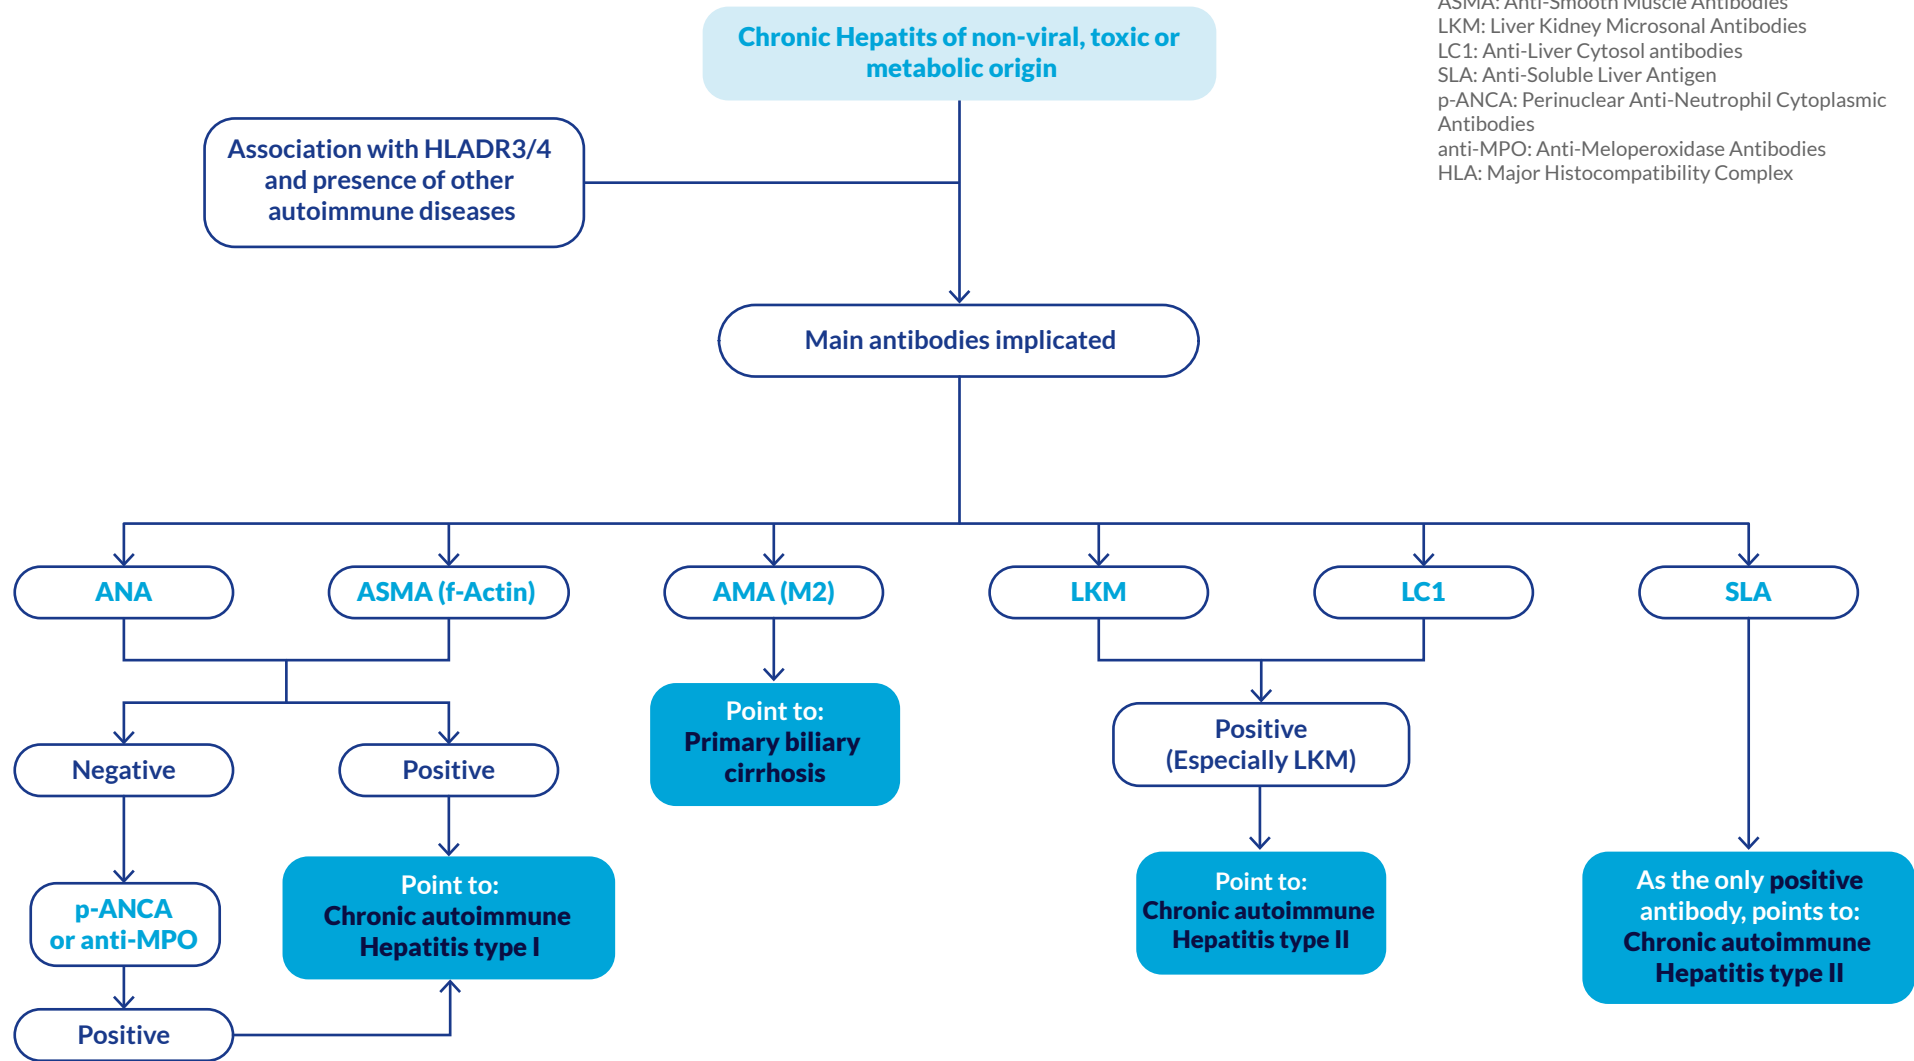 ASMA: Anti-Smooth Muscle Antibodies
LKM: Liver Kidney Microsonal Antibodies
LC1: Anti-Liver Cytosol antibodies
SLA: Anti-Soluble Liver Antigen
p-ANCA: Perinuclear Anti-Neutrophil Cytoplasmic
Antibodies
anti-MPO: Anti-Meloperoxidase Antibodies
HLA: Major Histocompatibility Complex
Chronic Hepatits of non-viral, toxic or
metabolic origin
Association with HLADR3/4
and presence of other
autoimmune diseases
Main antibodies implicated
ANA
ASMA (f-Actin)
AMA (M2)
LKM
LC1
SLA
Negative
Positive
Point to:
Primary biliary
cirrhosis
Positive
(Especially LKM)
p-ANCA
or anti-MPO
Point to:
Chronic autoimmune
Hepatitis type I
Point to:
Chronic autoimmune
Hepatitis type II
As the only positive
antibody, points to:
Chronic autoimmune
Hepatitis type II
Positive